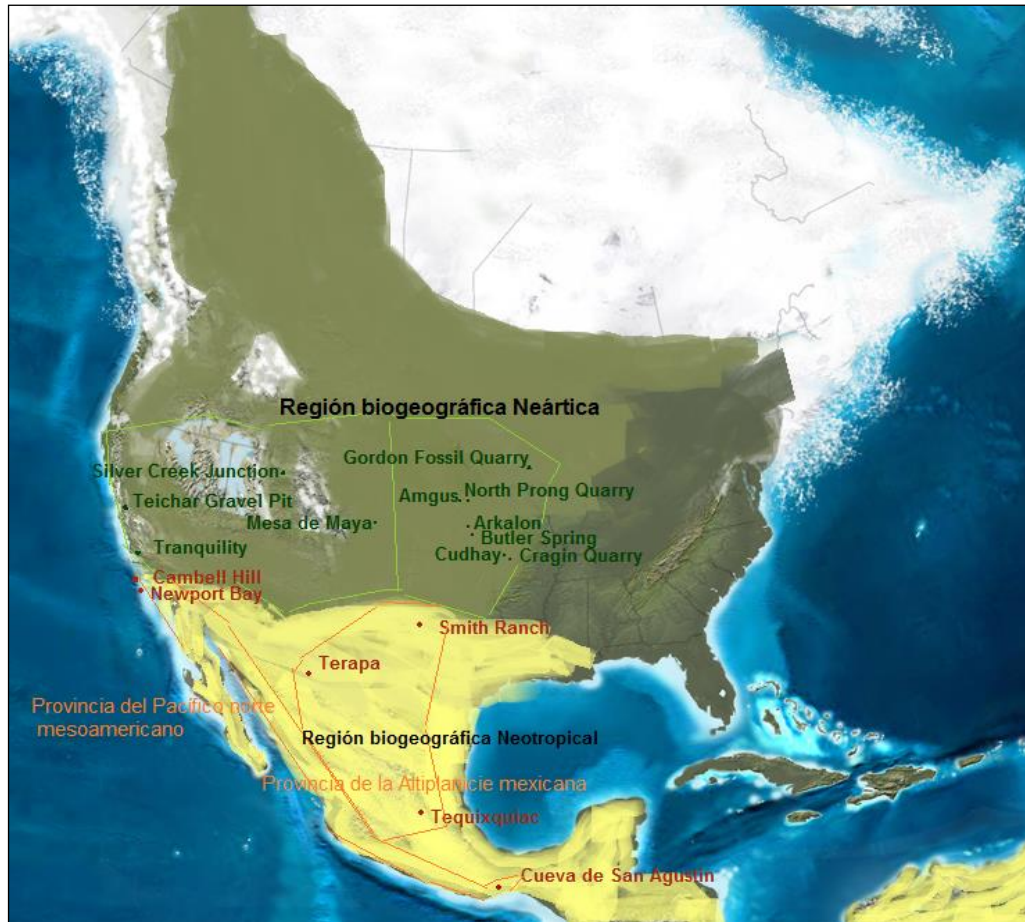 Región biogeográfica Neártica
Gordon Fossil Quarry
Silver Creek Junction
Amgus
North Prong Quarry
Teichar Gravel Pit
Mesa de Maya
Arkalon
Butler Spring
Tranquility
Cudhay
Cragin Quarry
Cambell Hill
Newport Bay
Smith Ranch
Terapa
Provincia del Pacífico norte
mesoamericano
Región biogeográfica Neotropical
Provincia de la Altiplanicie mexicana
Tequixquiac
Cueva de San Agustín